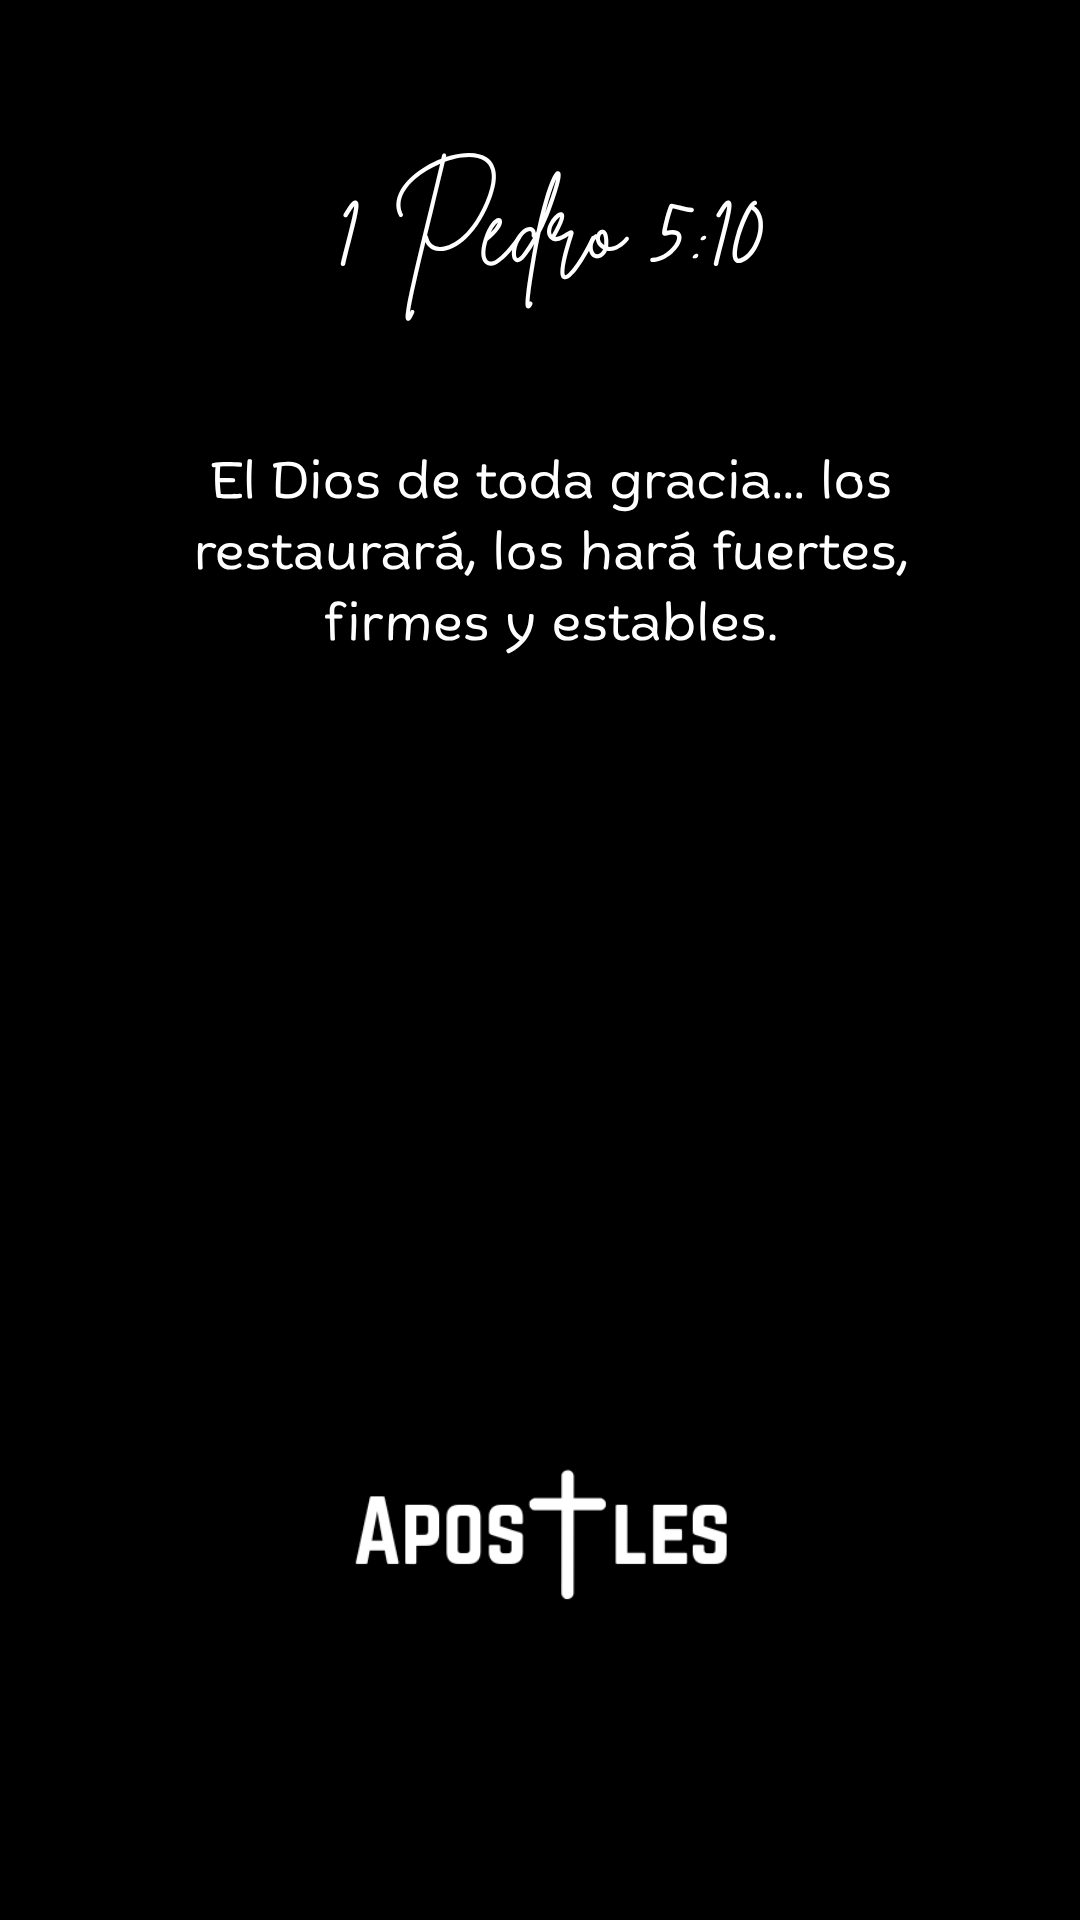 1 Pedro 5:10
El Dios de toda gracia... los
restaurará, los hará fuertes,
firmes y estables.
APOSTLES